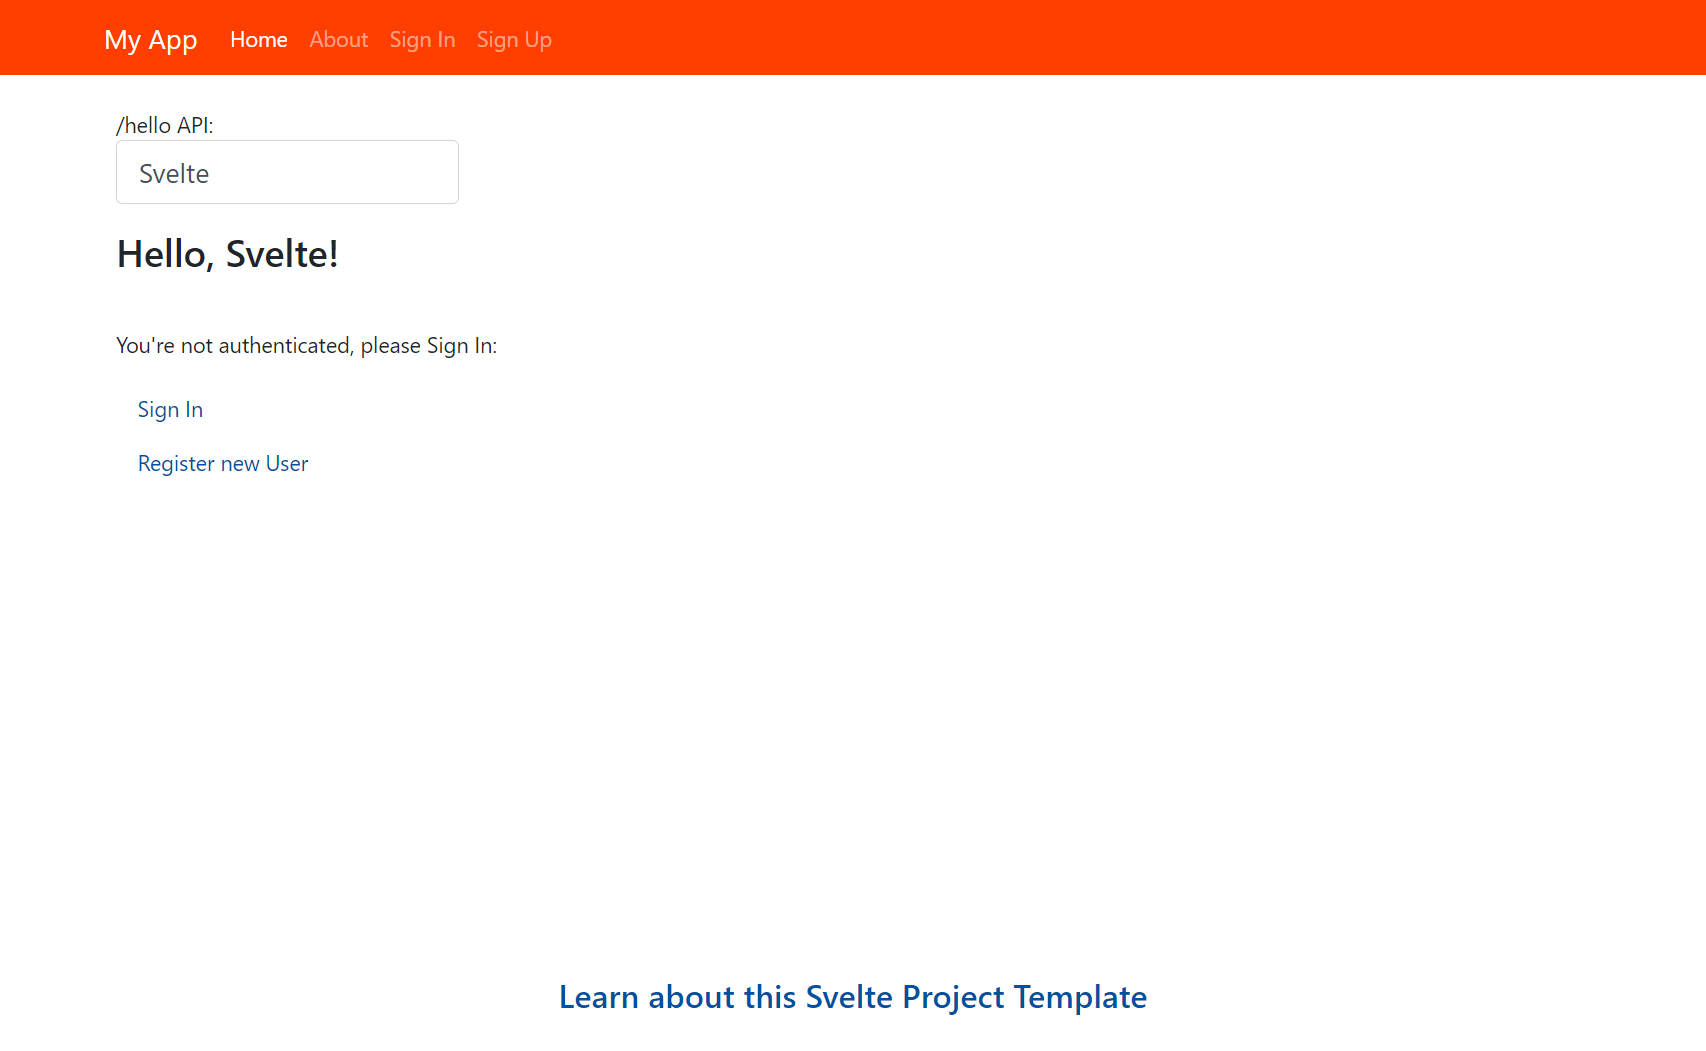 My App Home About Sign In Sign Up
/hello API:
Svelte
Hello, Svelte!
You're not authenticated, please Sign In:
Sign In
Register new User
Learn about this Svelte Project Template